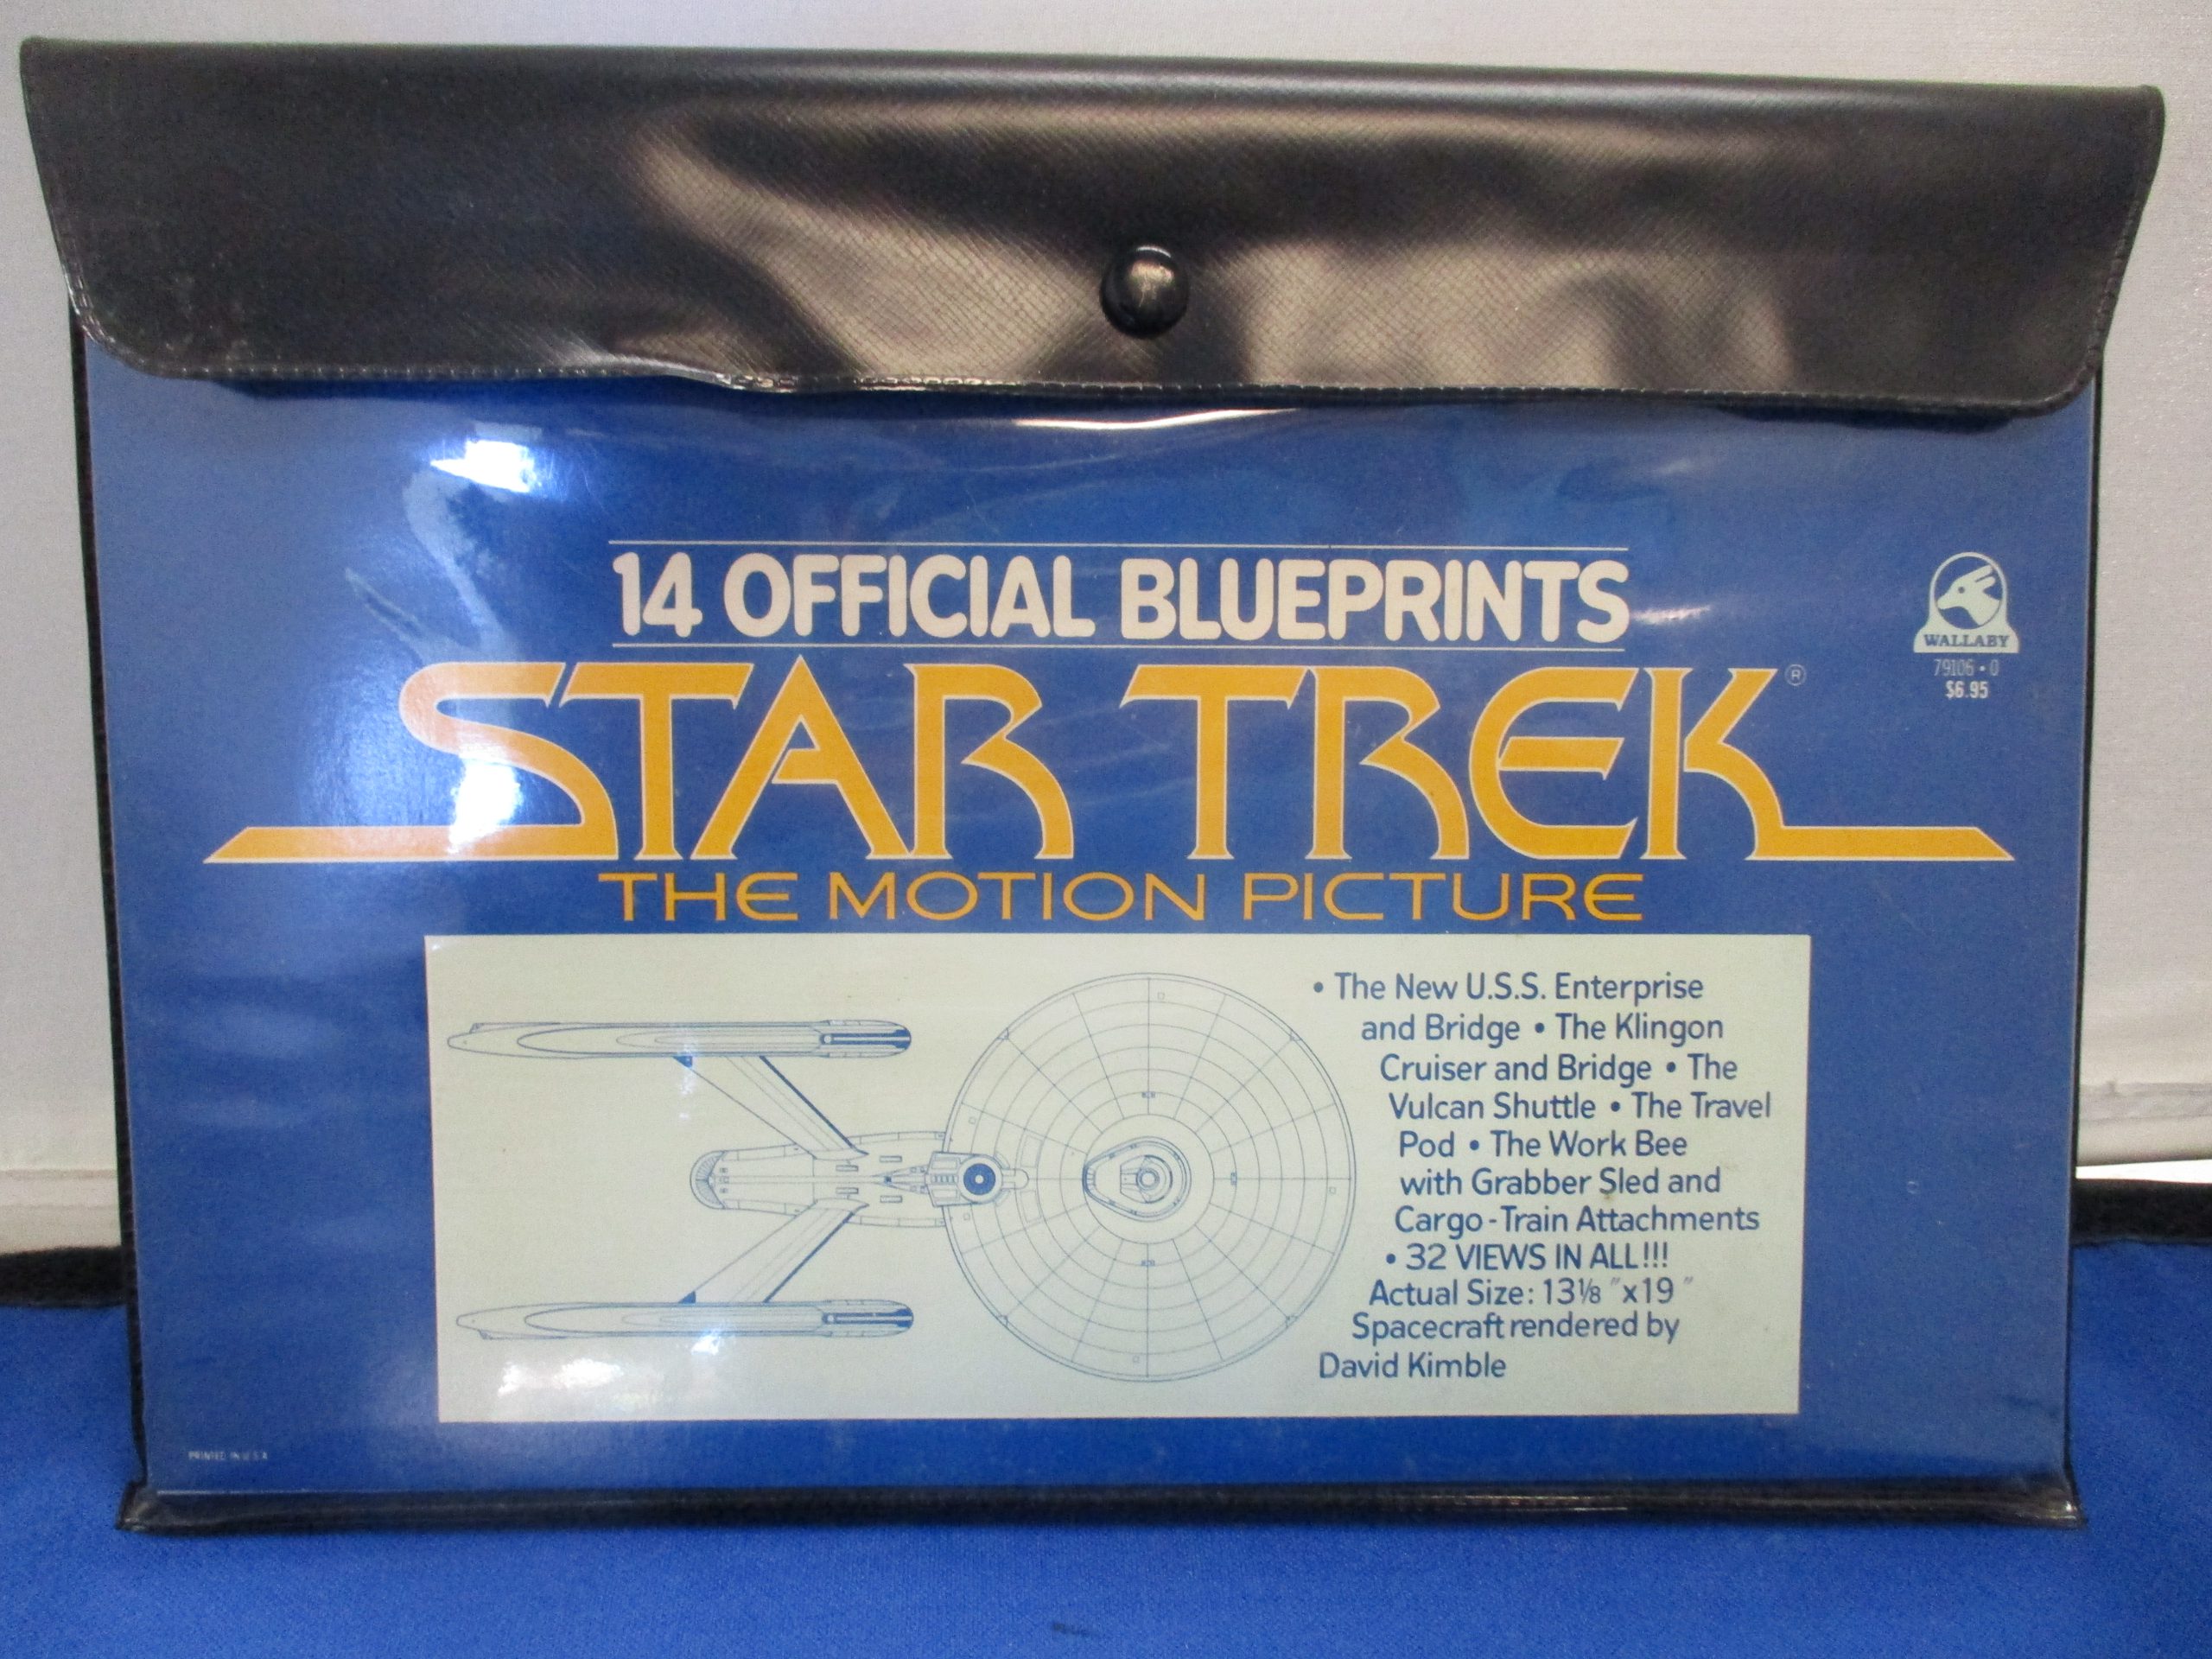 14 OFFICIAL BLUEPRINTS
WALLABY
79106 • 0
$6.95
STAR TREK®
THE MOTION PICTURE
• The New U.S.S. Enterprise
and Bridge • The Klingon
Cruiser and Bridge • The
Vulcan Shuttle • The Travel
Pod • The Work Bee
with Grabber Sled and
Cargo-Train Attachments
• 32 VIEWS IN ALL!!!
Actual Size: 13⅛"x19"
Spacecraft rendered by
David Kimble
PRINTED IN U.S.A.